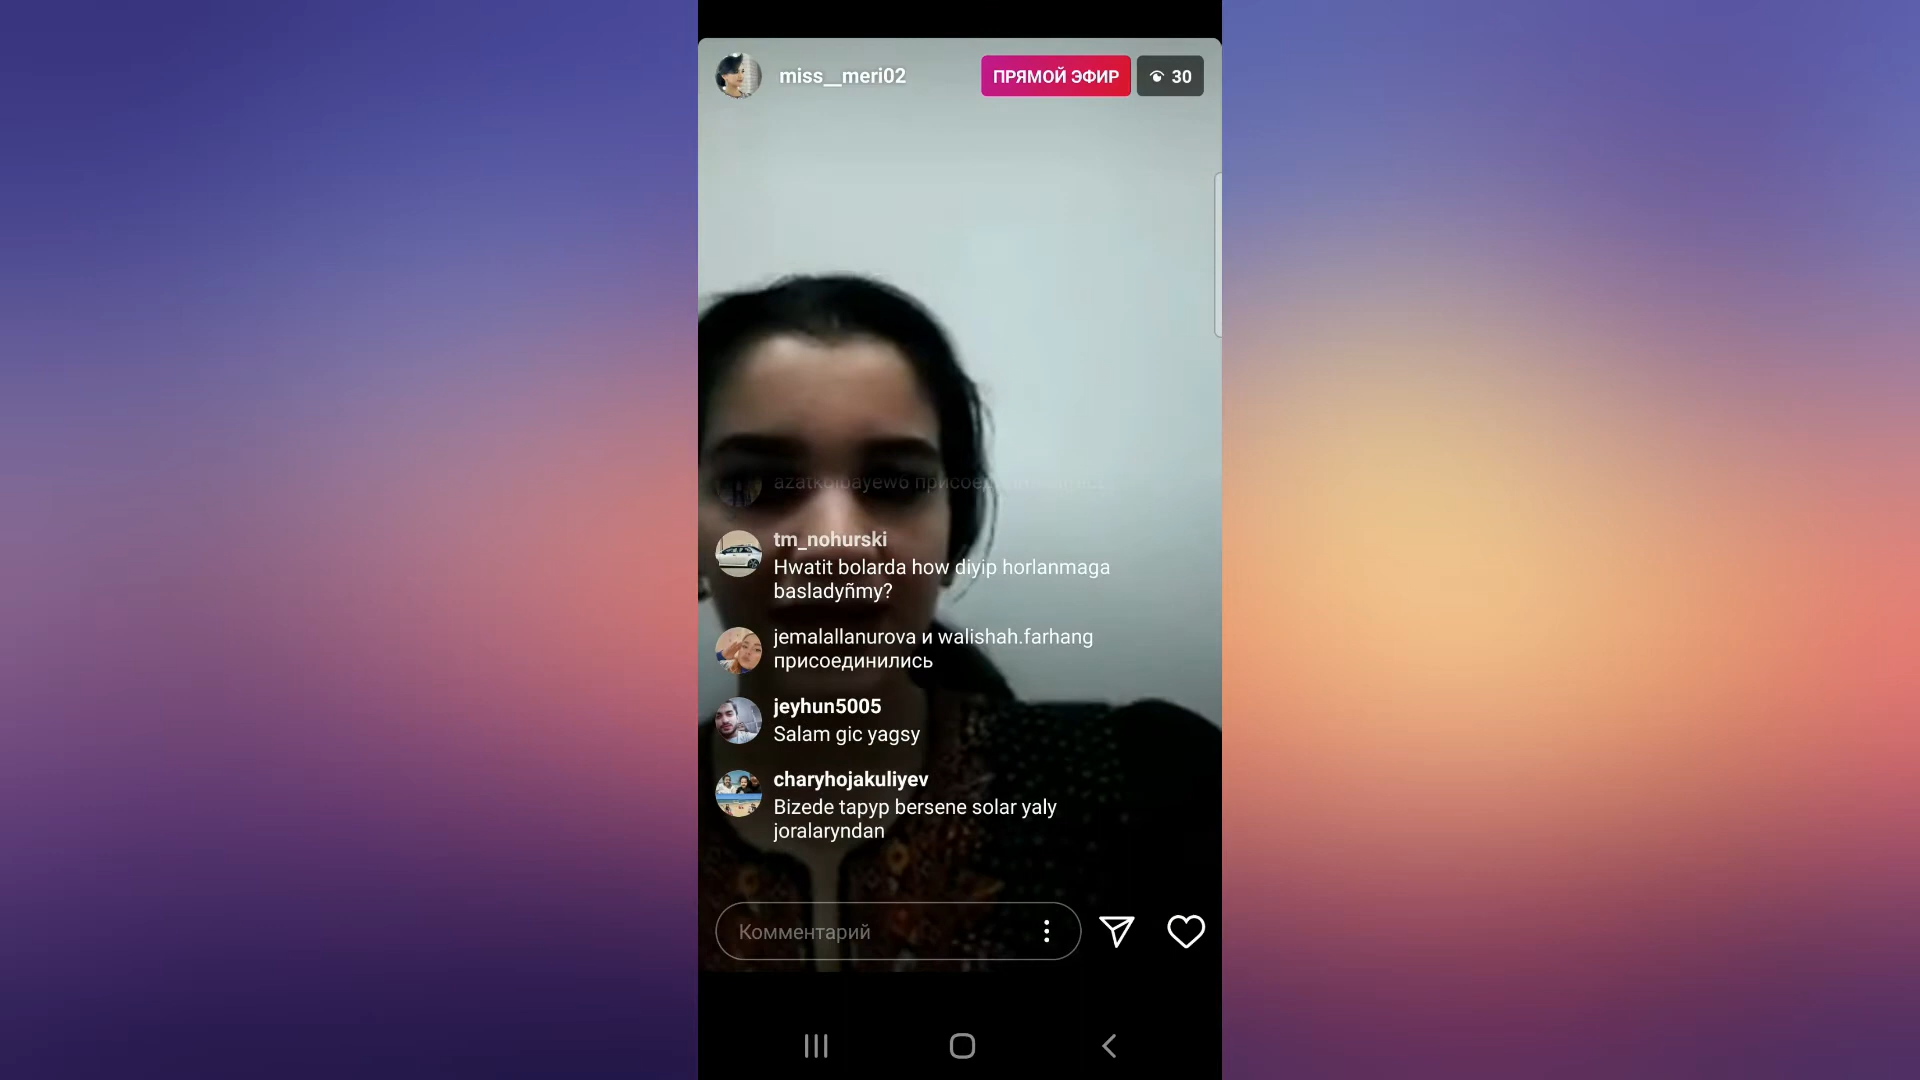 miss__meri02
ПРЯМОЙ ЭФИР
30
tm_nohurski
Hwatit bolarda how diyip horlanmaga
basladyñmy?
jemalallanurova и walishah.farhang
присоединились
jeyhun5005
Salam gic yagsy
charyhojakuliyev
Bizede tapyp bersene solar yaly
joralaryndan
Комментарий